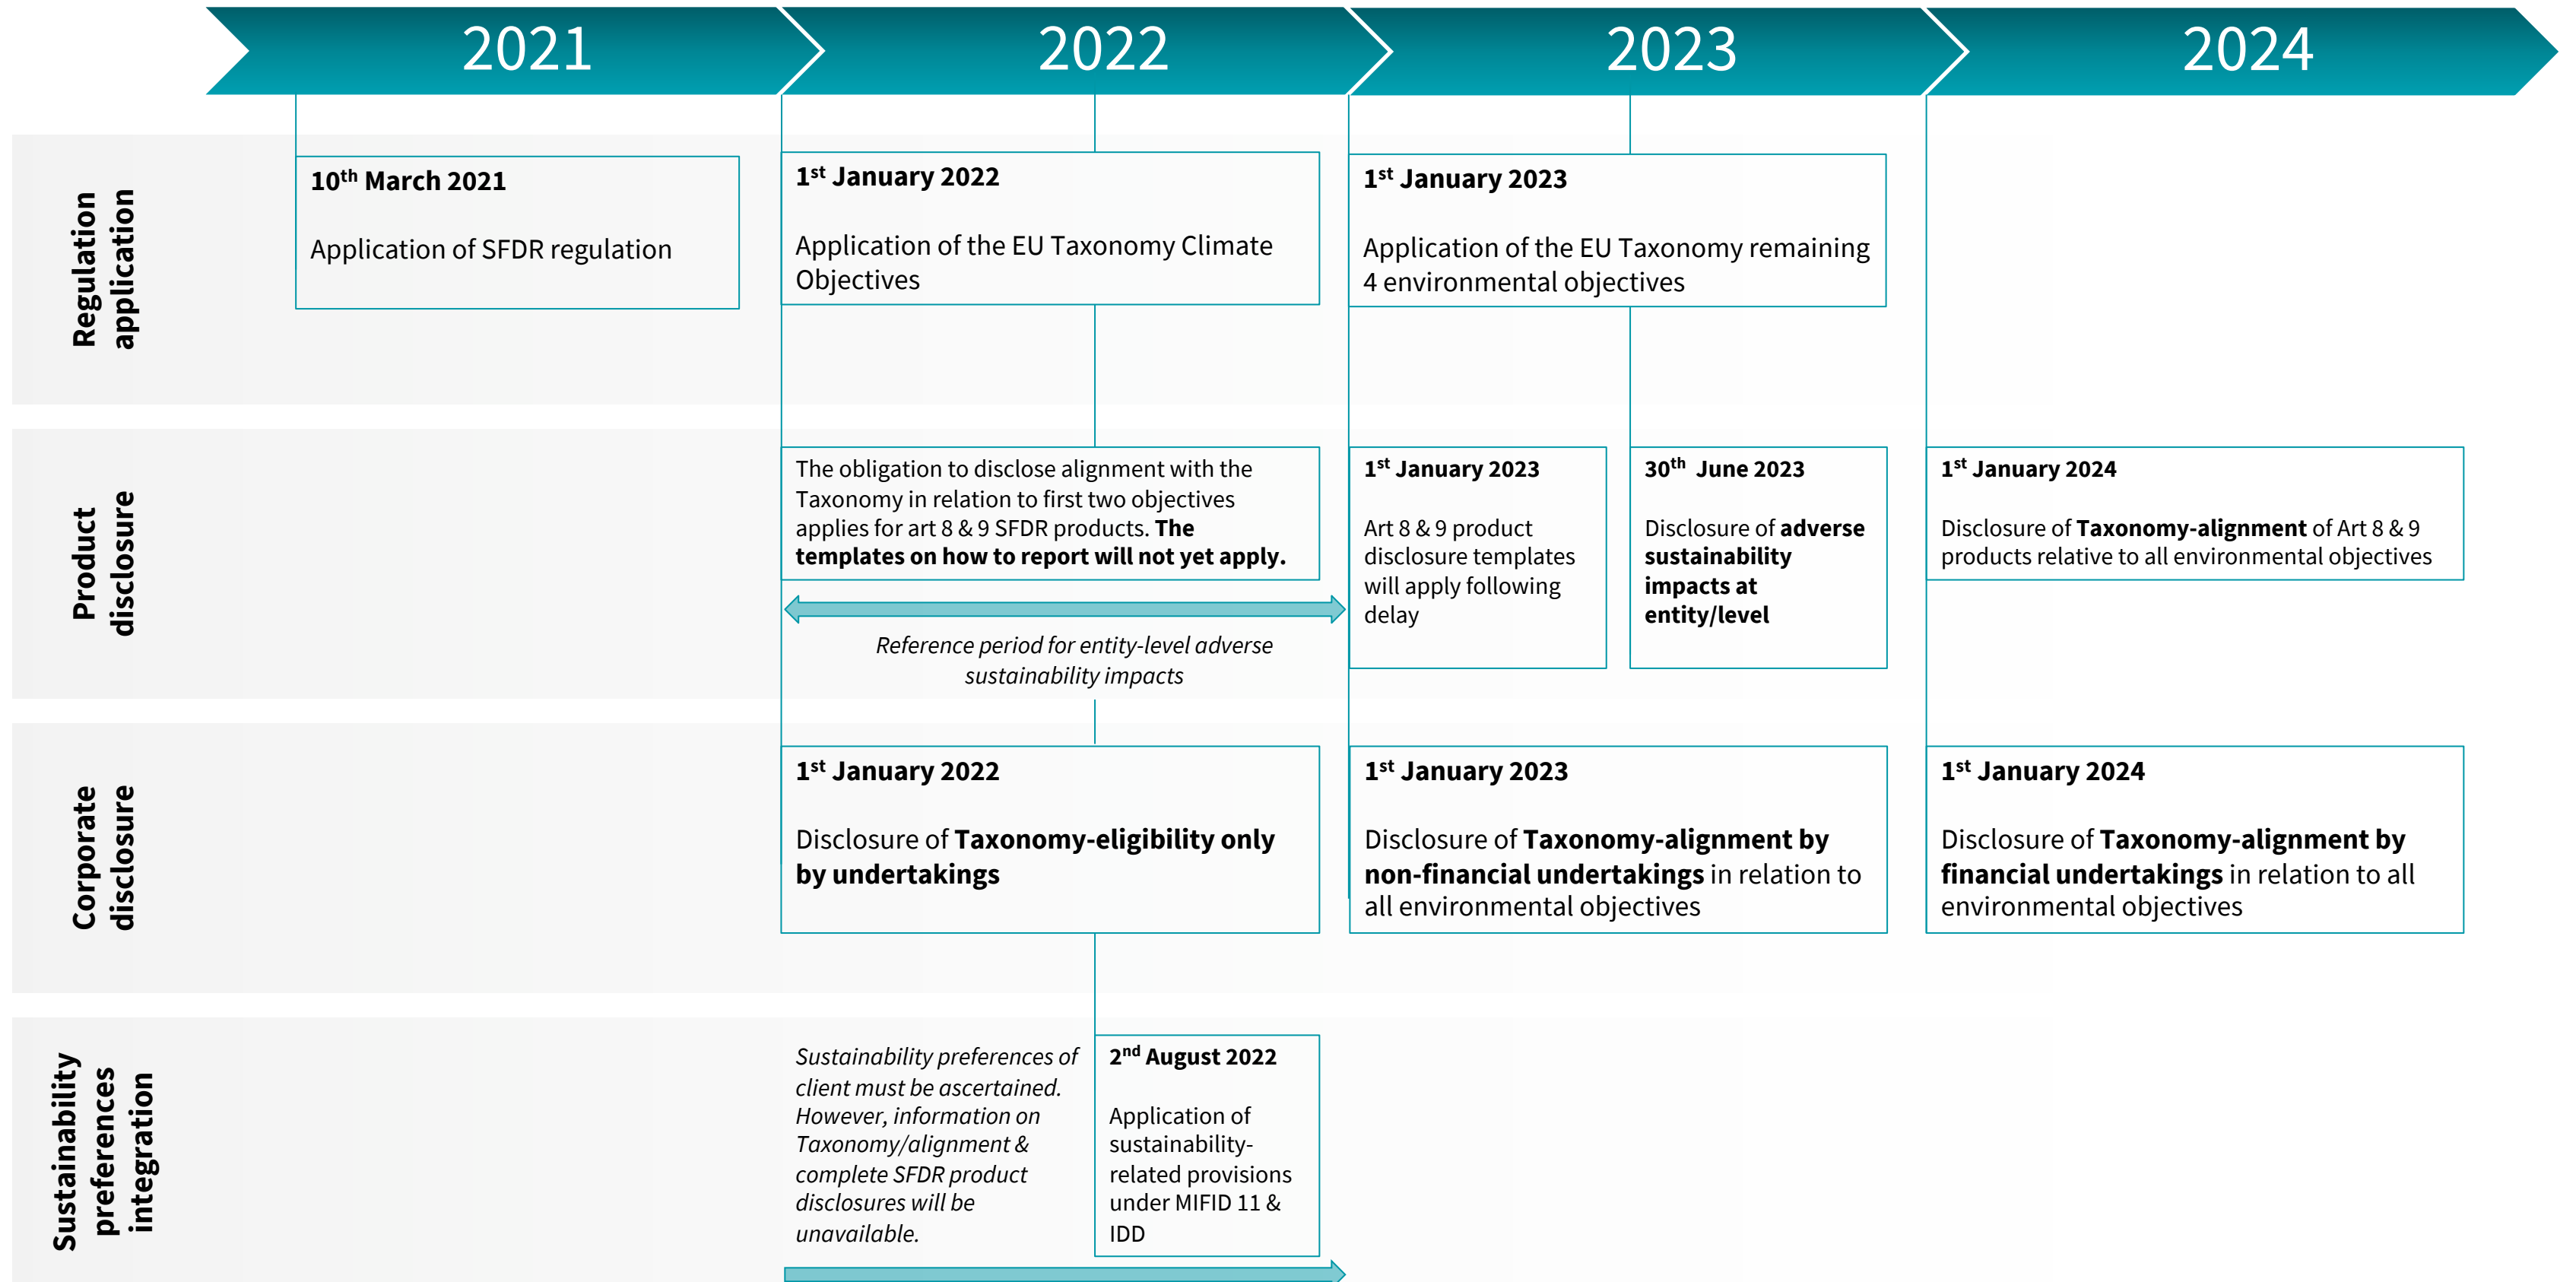 2021
2022
2023
2024
Regulation
application
10th March 2021
Application of SFDR regulation
1st January 2022
Application of the EU Taxonomy Climate
Objectives
1st January 2023
Application of the EU Taxonomy remaining
4 environmental objectives
Product
disclosure
The obligation to disclose alignment with the
Taxonomy in relation to first two objectives
applies for art 8 & 9 SFDR products. The
templates on how to report will not yet apply.
Reference period for entity-level adverse
sustainability impacts
1st January 2023
Art 8 & 9 product
disclosure templates
will apply following
delay
30th June 2023
Disclosure of adverse
sustainability
impacts at
entity/level
1st January 2024
Disclosure of Taxonomy-alignment of Art 8 & 9
products relative to all environmental objectives
Corporate
disclosure
1st January 2022
Disclosure of Taxonomy-eligibility only
by undertakings
1st January 2023
Disclosure of Taxonomy-alignment by
non-financial undertakings in relation to
all environmental objectives
1st January 2024
Disclosure of Taxonomy-alignment by
financial undertakings in relation to all
environmental objectives
Sustainability
preferences
integration
Sustainability preferences of
client must be ascertained.
However, information on
Taxonomy/alignment &
complete SFDR product
disclosures will be
unavailable.
2nd August 2022
Application of
sustainability-
related provisions
under MIFID 11 &
IDD